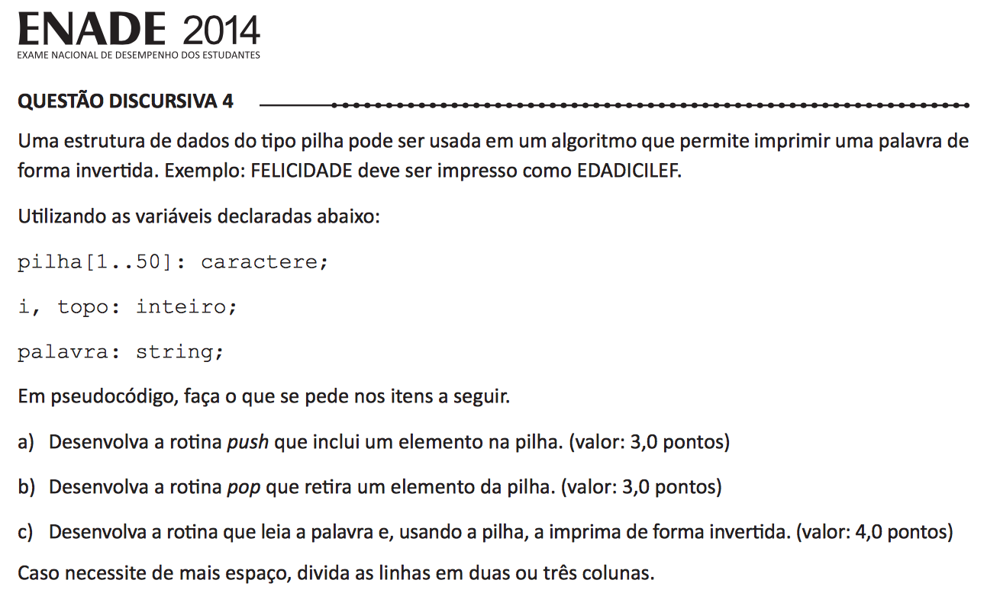 ENADE 2014
EXAME NACIONAL DE DESEMPENHO DOS ESTUDANTES
QUESTÃO DISCURSIVA 4
Uma estrutura de dados do tipo pilha pode ser usada em um algoritmo que permite imprimir uma palavra de
forma invertida. Exemplo: FELICIDADE deve ser impresso como EDADICILEF.
Utilizando as variáveis declaradas abaixo:
pilha[1..50]: caractere;
i, topo: inteiro;
palavra: string;
Em pseudocódigo, faça o que se pede nos itens a seguir.
a) Desenvolva a rotina push que inclui um elemento na pilha. (valor: 3,0 pontos)
b) Desenvolva a rotina pop que retira um elemento da pilha. (valor: 3,0 pontos)
c) Desenvolva a rotina que leia a palavra e, usando a pilha, a imprima de forma invertida. (valor: 4,0 pontos)
Caso necessite de mais espaço, divida as linhas em duas ou três colunas.